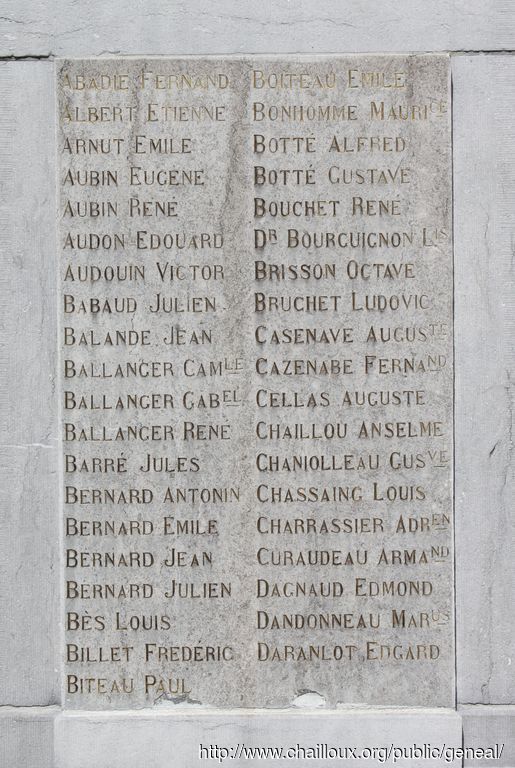 ABADIE FERNAND
ALBERT ETIENNE
ARNUT EMILE
AUBIN EUGENE
AUBIN RENÉ
AUDON EDOUARD
AUDOUIN VICTOR
BABAUD JULIEN
BALANDE JEAN
BALLANGER CAMLE
BALLANGER GABEL
BALLANGER RENÉ
BARRÉ JULES
BERNARD ANTONIN
BERNARD EMILE
BERNARD JEAN
BERNARD JULIEN
BÈS LOUIS
BILLET FREDÉRIC
BITEAU PAUL
BOITEAU EMILE
BONHOMME MAURICE
BOTTÉ ALFRED
BOTTÉ GUSTAVE
BOUCHET RENÉ
DR BOURGUIGNON LIS
BRISSON OCTAVE
BRUCHET LUDOVIC
CASENAVE AUGUSTE
CAZENABE FERNAND
CELLAS AUGUSTE
CHAILLOU ANSELME
CHANIOLLEAU GUSVE
CHASSAING LOUIS
CHARRASSIER ADREN
CURAUDEAU ARMAND
DAGNAUD EDMOND
DANDONNEAU MARUS
DARANLOT EDGARD
http://www.chailloux.org/public/geneal/